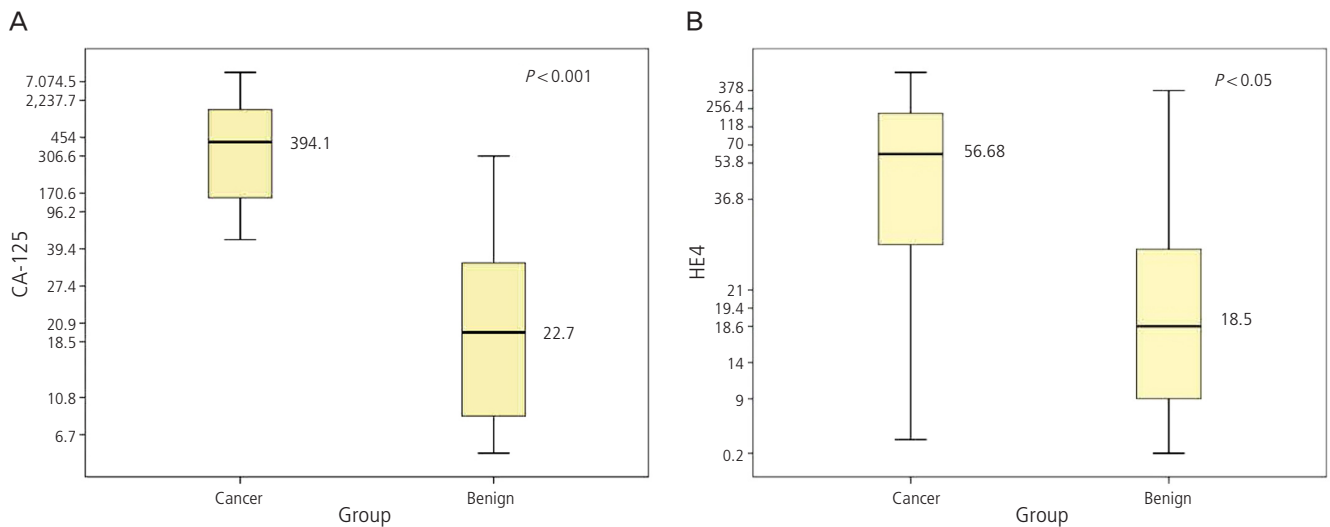 A
CA-125
7.074.5
2,237.7
454
306.6
170.6
96.2
39.4
27.4
20.9
18.5
10.8
6.7
P<0.001
394.1
22.7
Cancer
Benign
Group
B
HE4
378
256.4
118
70
53.8
36.8
21
19.4
18.6
14
9
0.2
P<0.05
56.68
18.5
Cancer
Benign
Group